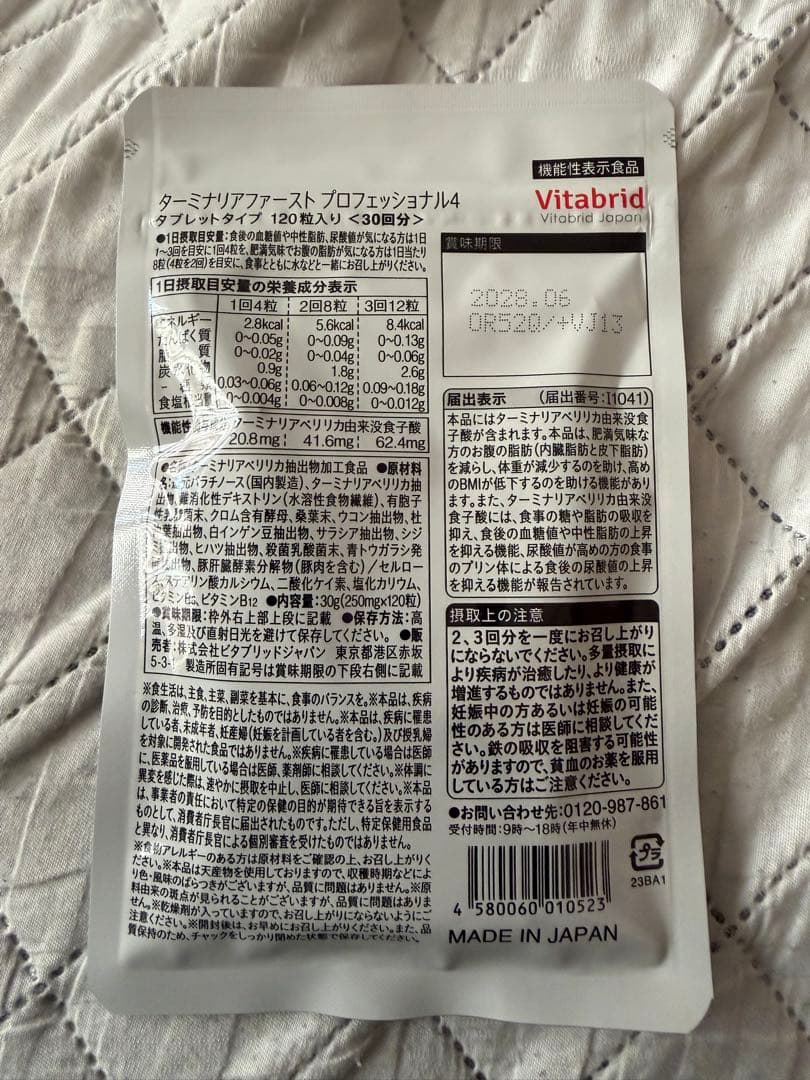 機能性表示食品
Vitabrid
Vitabrid Japan
ターミナリアファースト プロフェッショナル4
タブレットタイプ 120粒入り <30回分>
●1日摂取目安量:食後の血糖値や中性脂肪、尿酸値が気になる方は1日
1~3回を目安に1回4粒を、肥満気味でお腹の脂肪が気になる方は1日当たり
8粒(4粒を2回)を目安に、食事とともに水などと一緒にお召し上がりください。
1日摂取目安量の栄養成分表示
1回4粒 2回8粒 3回12粒
エネルギー 2.8kcal 5.6kcal 8.4kcal
たんぱく質 0~0.05g 0~0.09g 0~0.13g
質 0~0.02g 0~0.04g 0~0.06g
炭水化物 0.9g 1.8g 2.6g
0.03~0.06g 0.06~0.12g 0.09~0.18g
食塩相当量 0~0.004g 0~0.008g 0~0.012g
機能性関与成分 ターミナリアベリリカ由来没食子酸
20.8mg 41.6mg 62.4mg
●名称:ターミナリアベリリカ抽出物加工食品 ●原材料
名:還元パラチノース(国内製造)、ターミナリアベリリカ抽
出物、難消化性デキストリン(水溶性食物繊維)、有胞子
性乳酸菌末、クロム含有酵母、桑葉末、ウコン抽出物、杜
仲葉抽出物、白インゲン豆抽出物、サラシア抽出物、シジ
ミ抽出物、ヒハツ抽出物、殺菌乳酸菌末、青トウガラシ発
酵抽出物、豚肝臓酵素分解物(豚肉を含む)/セルロー
ス、ステアリン酸カルシウム、二酸化ケイ素、塩化カリウム、
ビタミン ビタミンB12 ●内容量:30g(250mg×120粒)
●賞味期限:枠外右上部上段に記載 ●保存方法:高
温、多湿及び直射日光を避けて保存してください。 ●販
売者:株式会社ビタブリッドジャパン 東京都港区赤坂
5-3-1 製造所固有記号は賞味期限の下段右側に記載
※食生活は、主食、主菜、副菜を基本に、食事のバランスを。※本品は、疾病
の診断、治療、予防を目的としたものではありません。※本品は、疾病に罹患
している者、未成年者、妊産婦(妊娠を計画している者を含む。)及び授乳婦
を対象に開発された食品ではありません。※疾病に罹患している場合は医師
に、医薬品を服用している場合は医師、薬剤師に相談してください。※体調に
異変を感じた際は、速やかに摂取を中止し、医師に相談してください。※本品
は、事業者の責任において特定の保健の目的が期待できる旨を表示する
ものとして、消費者庁長官に届出されたものです。ただし、特定保健用食品
と異なり、消費者庁長官による個別審査を受けたものではありません。
※食物アレルギーのある方は原材料をご確認の上、お召し上がりく
ださい。※本品は天産物を使用しておりますので、収穫時期などによ
り色・風味のばらつきがございますが、品質に問題はありません。※原
料由来の斑点が見られることがございますが、品質に問題はありま
せん。※乾燥剤が入っていますので、お召し上がりにならないようにご
注意ください。※開封後は、お早めにお召し上がりください。また、品
質保持のため、チャックをしっかり閉めた状態で保存してください。
賞味期限
2028.06
OR520/+VJ13
届出表示 (届出番号:I1041)
本品にはターミナリアベリリカ由来没食
子酸が含まれます。本品は、肥満気味な
方のお腹の脂肪(内臓脂肪と皮下脂肪)
を減らし、体重が減少するのを助け、高め
のBMIが低下するのを助ける機能があり
ます。また、ターミナリアベリリカ由来没
食子酸には、食事の糖や脂肪の吸収を
抑え、食後の血糖値や中性脂肪の上昇
を抑える機能、尿酸値が高めの方の食事
のプリン体による食後の尿酸値の上昇
を抑える機能が報告されています。
摂取上の注意
2、3回分を一度にお召し上がり
にならないでください。多量摂取に
より疾病が治癒したり、より健康が
増進するものではありません。また、
妊娠中の方あるいは妊娠の可能
性のある方は医師に相談してくだ
さい。鉄の吸収を阻害する可能性
がありますので、貧血のお薬を服用
している方はご注意ください。
●お問い合わせ先:0120-987-861
受付時間:9時~18時(年中無休)
プラ
23BA1
4 580060 010523
MADE IN JAPAN